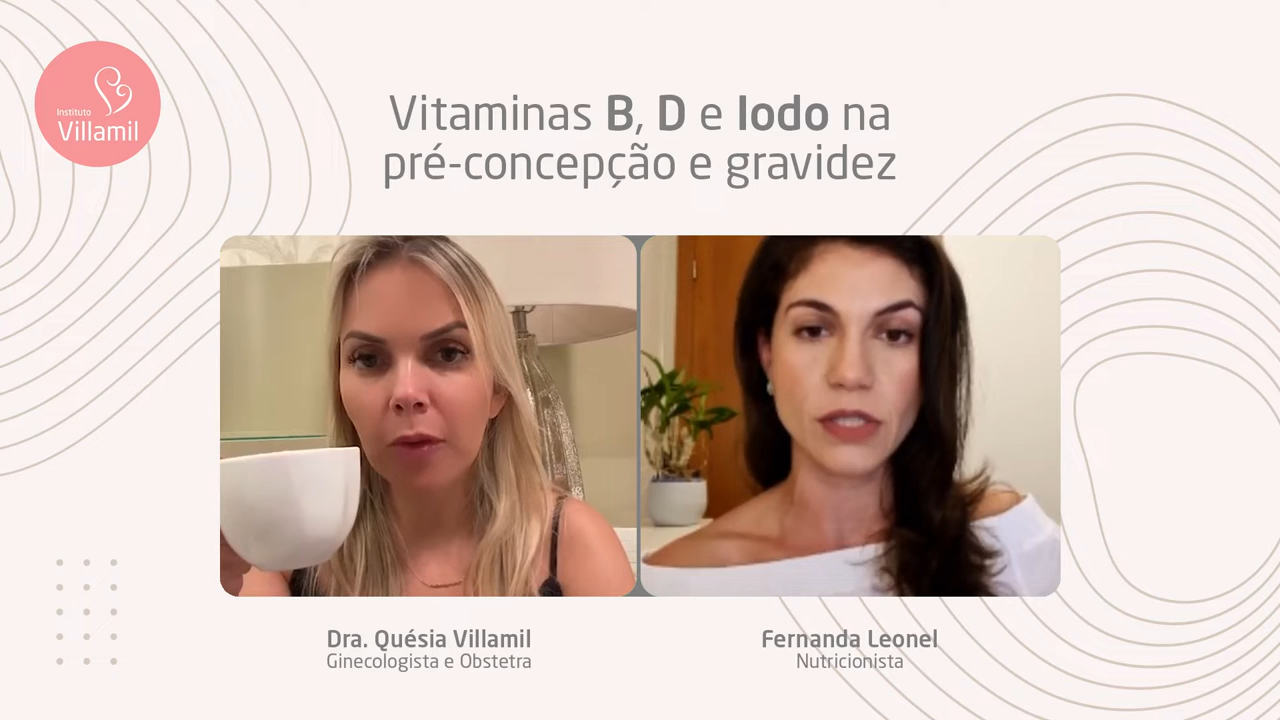 Instituto
Villamil
Vitaminas B, D e Iodo na
pré-concepção e gravidez
Dra. Quésia Villamil
Ginecologista e Obstetra
Fernanda Leonel
Nutricionista